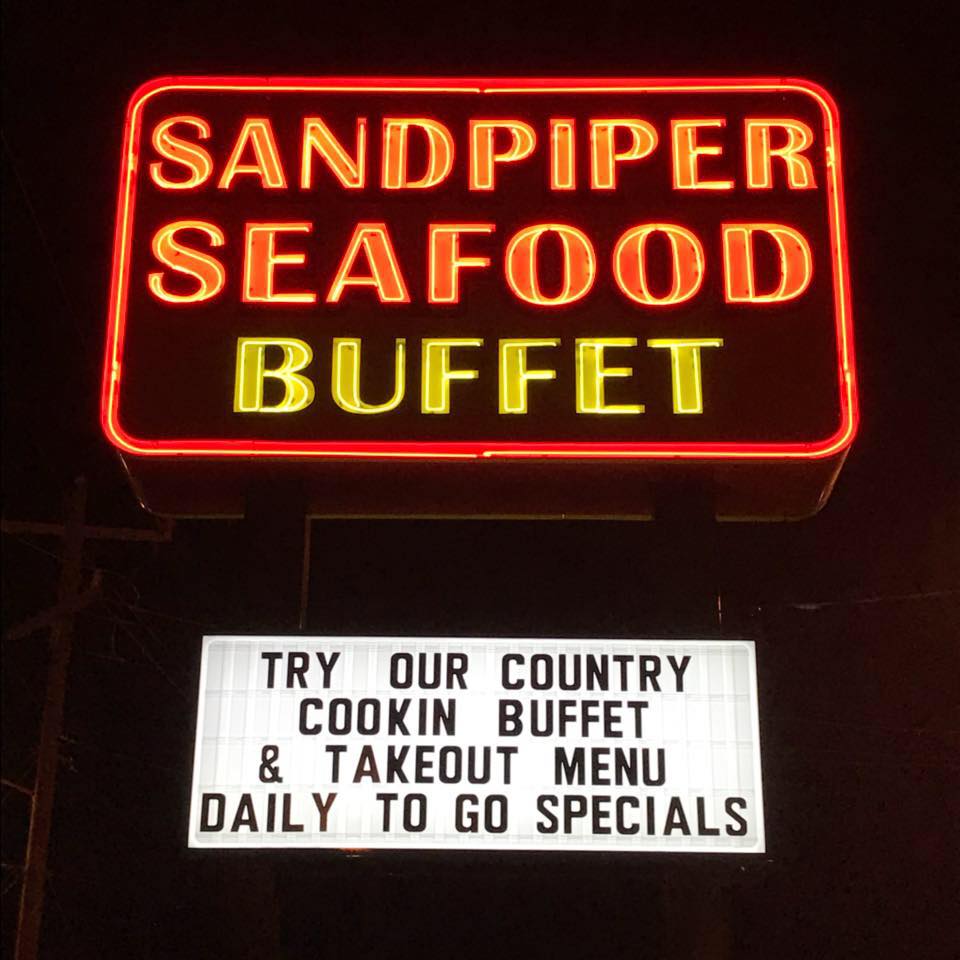 SANDPIPER
SEAFOOD
BUFFET
TRY OUR COUNTRY
COOKIN BUFFET
& TAKEOUT MENU
DAILY TO GO SPECIALS